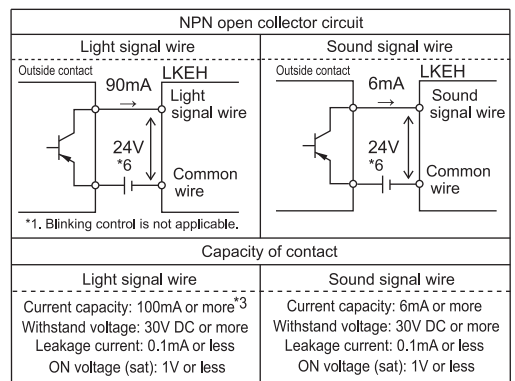 NPN open collector circuit
Light signal wire
Outside contact
LKEH
90mA
→
Light
signal wire
24V
*6
Common
wire
*1. Blinking control is not applicable.
Sound signal wire
Outside contact
LKEH
6mA
→
Sound
signal wire
24V
*6
Common
wire
Capacity of contact
Light signal wire
Current capacity: 100mA or more*3
Withstand voltage: 30V DC or more
Leakage current: 0.1mA or less
ON voltage (sat): 1V or less
Sound signal wire
Current capacity: 6mA or more
Withstand voltage: 30V DC or more
Leakage current: 0.1mA or less
ON voltage (sat): 1V or less